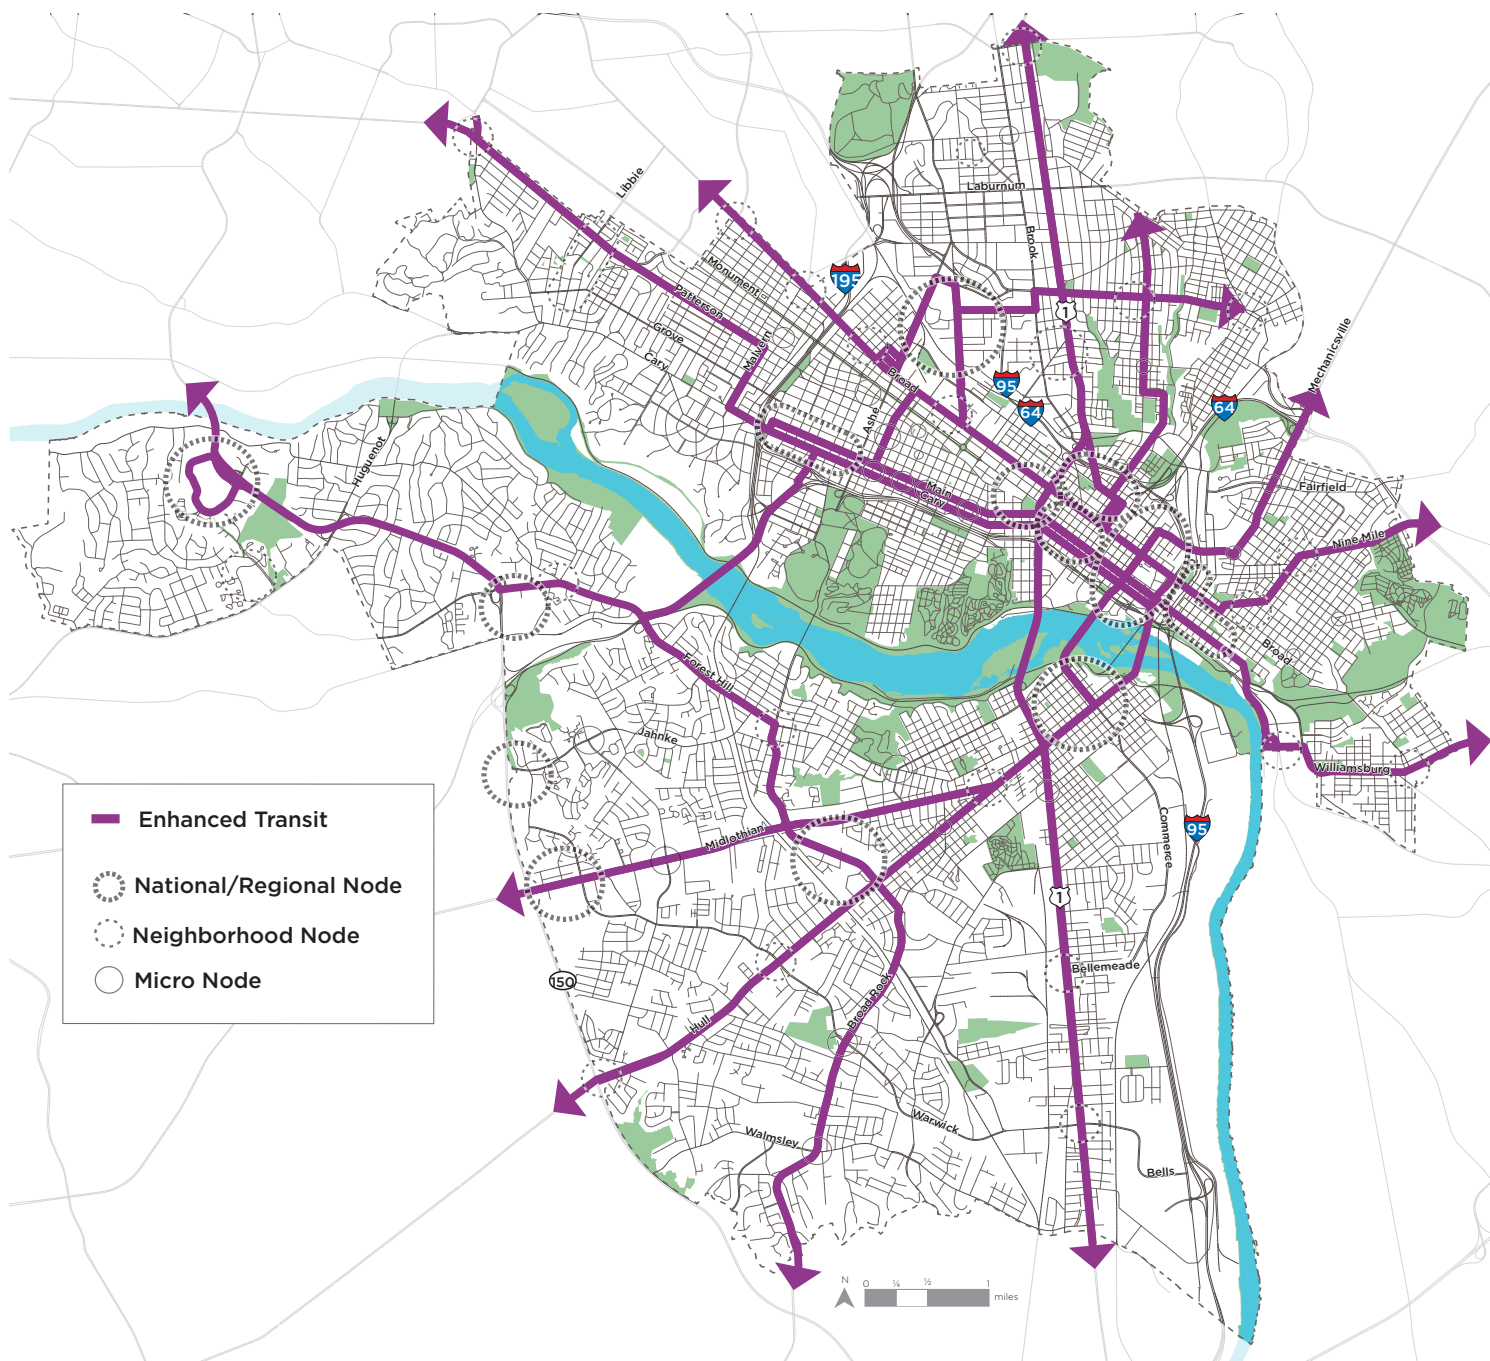 Libbie
Laburnum
Brook
Monument
195
Patterson
1
Grove
Malvern
Cary
Mechanicsville
Broad
95
64
64
Ashe
Huguenot
Main
Cary
Fairfield
Nine Mile
Broad
Forest Hill
Jahnke
Williamsburg
Enhanced Transit
National/Regional Node
Neighborhood Node
Micro Node
Midlothian
Commerce
95
1
150
Bellemeade
Broad Rock
Hull
Warwick
Walmsley
Bells
N
0 ¼ ½ 1
miles